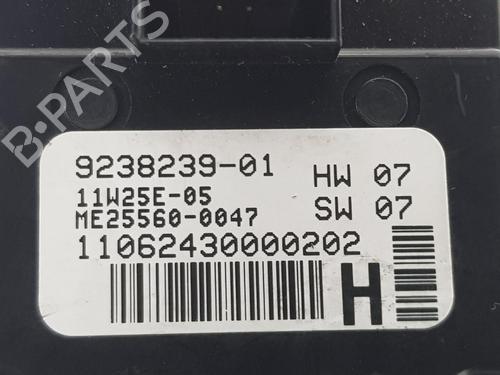 B-PARTS
9238239-01
HW 07
11W25E-05
ME25560-0047
SW 07
11062430000202
H